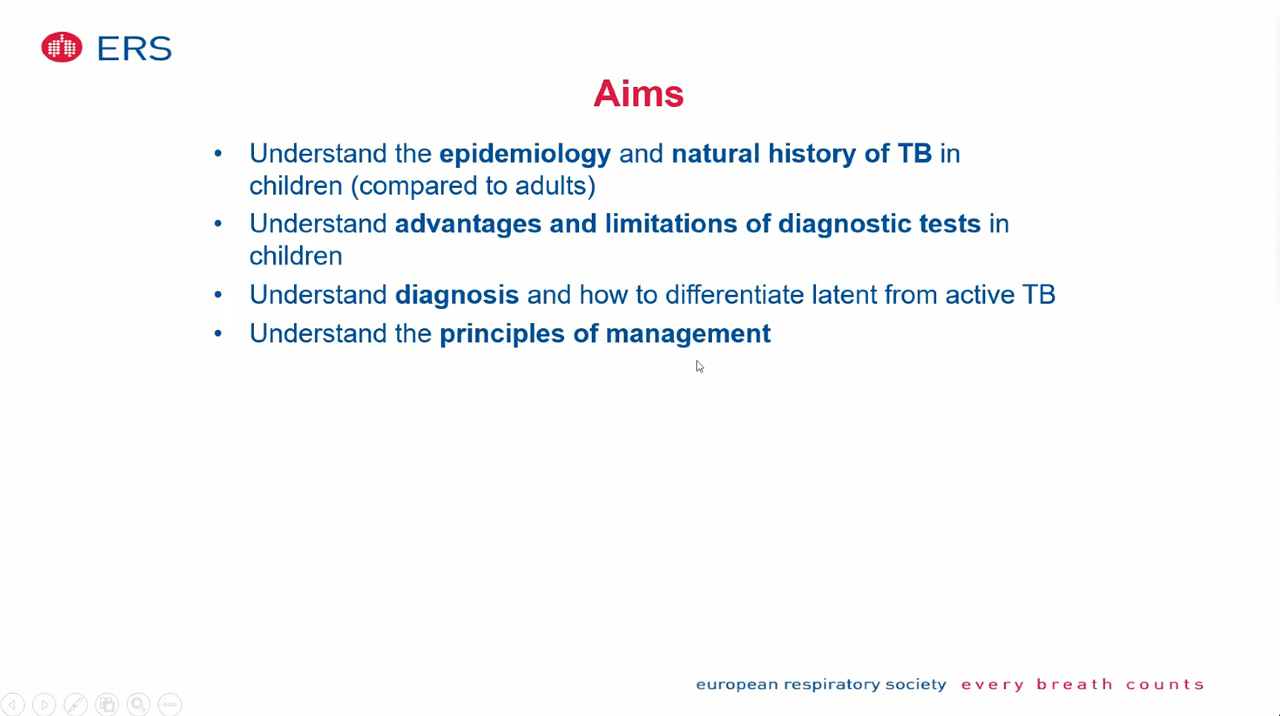 ERS
Aims
• Understand the epidemiology and natural history of TB in
children (compared to adults)
• Understand advantages and limitations of diagnostic tests in
children
• Understand diagnosis and how to differentiate latent from active TB
• Understand the principles of management
european respiratory society every breath counts